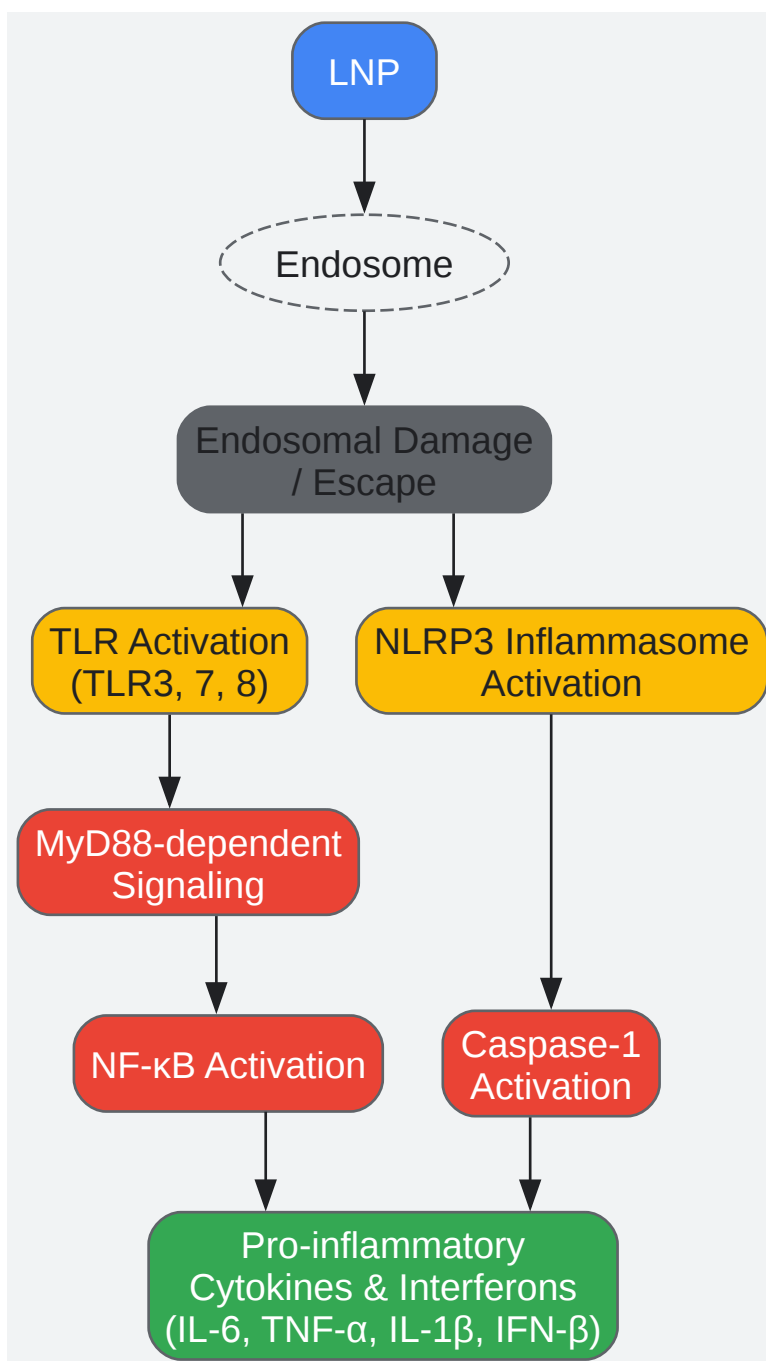 LNP
Endosome
Endosomal Damage
/ Escape
TLR Activation
(TLR3, 7, 8)
NLRP3 Inflammasome
Activation
MyD88-dependent
Signaling
NF-κB Activation
Caspase-1
Activation
Pro-inflammatory
Cytokines & Interferons
(IL-6, TNF-α, IL-1β, IFN-β)